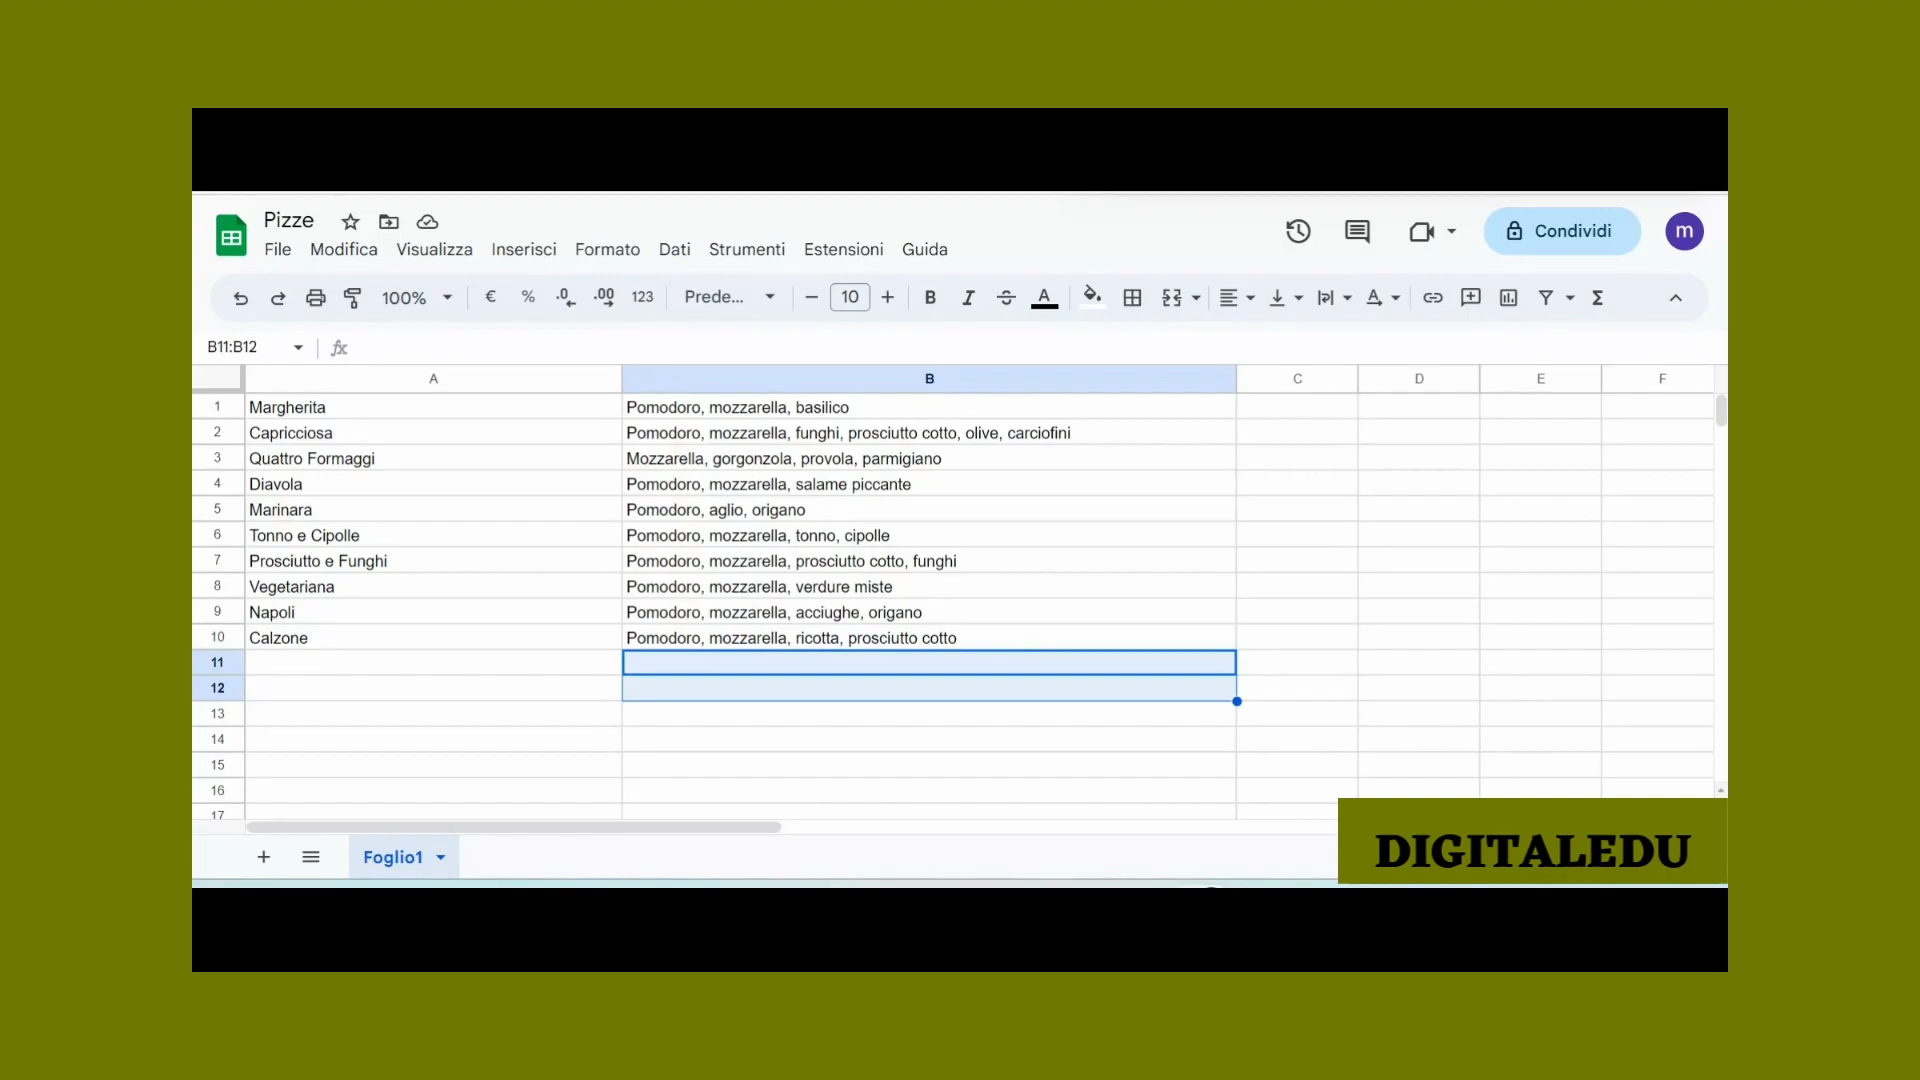 Pizze
File Modifica Visualizza Inserisci Formato Dati Strumenti Estensioni Guida
Condividi
m
100% € % .0 .00 123 Prede... 10 B I A A Σ
B11:B12 fx
A B C D E F
1 Margherita Pomodoro, mozzarella, basilico
2 Capricciosa Pomodoro, mozzarella, funghi, prosciutto cotto, olive, carciofini
3 Quattro Formaggi Mozzarella, gorgonzola, provola, parmigiano
4 Diavola Pomodoro, mozzarella, salame piccante
5 Marinara Pomodoro, aglio, origano
6 Tonno e Cipolle Pomodoro, mozzarella, tonno, cipolle
7 Prosciutto e Funghi Pomodoro, mozzarella, prosciutto cotto, funghi
8 Vegetariana Pomodoro, mozzarella, verdure miste
9 Napoli Pomodoro, mozzarella, acciughe, origano
10 Calzone Pomodoro, mozzarella, ricotta, prosciutto cotto
11
12
13
14
15
16
17
Foglio1
DIGITALEDU